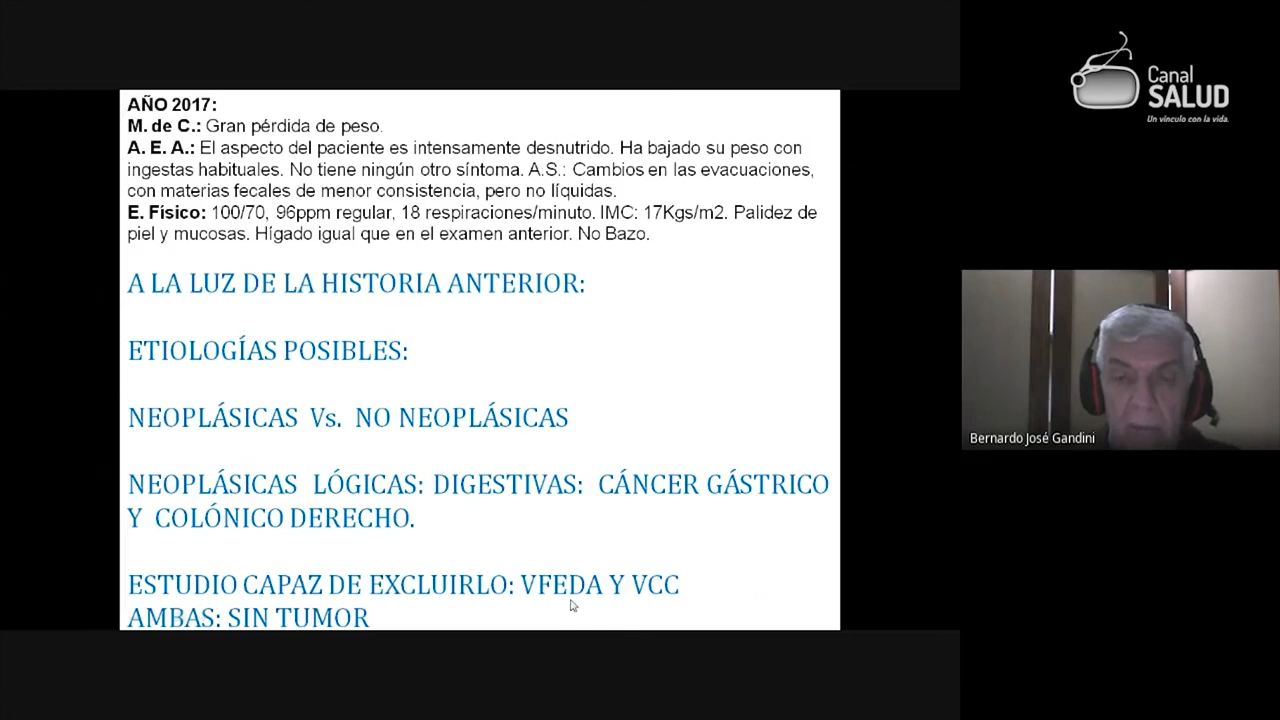 AÑO 2017:
M. de C.: Gran pérdida de peso.
A. E. A.: El aspecto del paciente es intensamente desnutrido. Ha bajado su peso con
ingestas habituales. No tiene ningún otro síntoma. A.S.: Cambios en las evacuaciones,
con materias fecales de menor consistencia, pero no líquidas.
E. Físico: 100/70, 96ppm regular, 18 respiraciones/minuto. IMC: 17Kgs/m2. Palidez de
piel y mucosas. Hígado igual que en el examen anterior. No Bazo.
A LA LUZ DE LA HISTORIA ANTERIOR:
ETIOLOGÍAS POSIBLES:
NEOPLÁSICAS Vs. NO NEOPLÁSICAS
NEOPLÁSICAS LÓGICAS: DIGESTIVAS: CÁNCER GÁSTRICO
Y COLÓNICO DERECHO.
ESTUDIO CAPAZ DE EXCLUIRLO: VFEDA Y VCC
AMBAS: SIN TUMOR
Canal
SALUD
Un vínculo con la vida.
Bernardo José Gandini